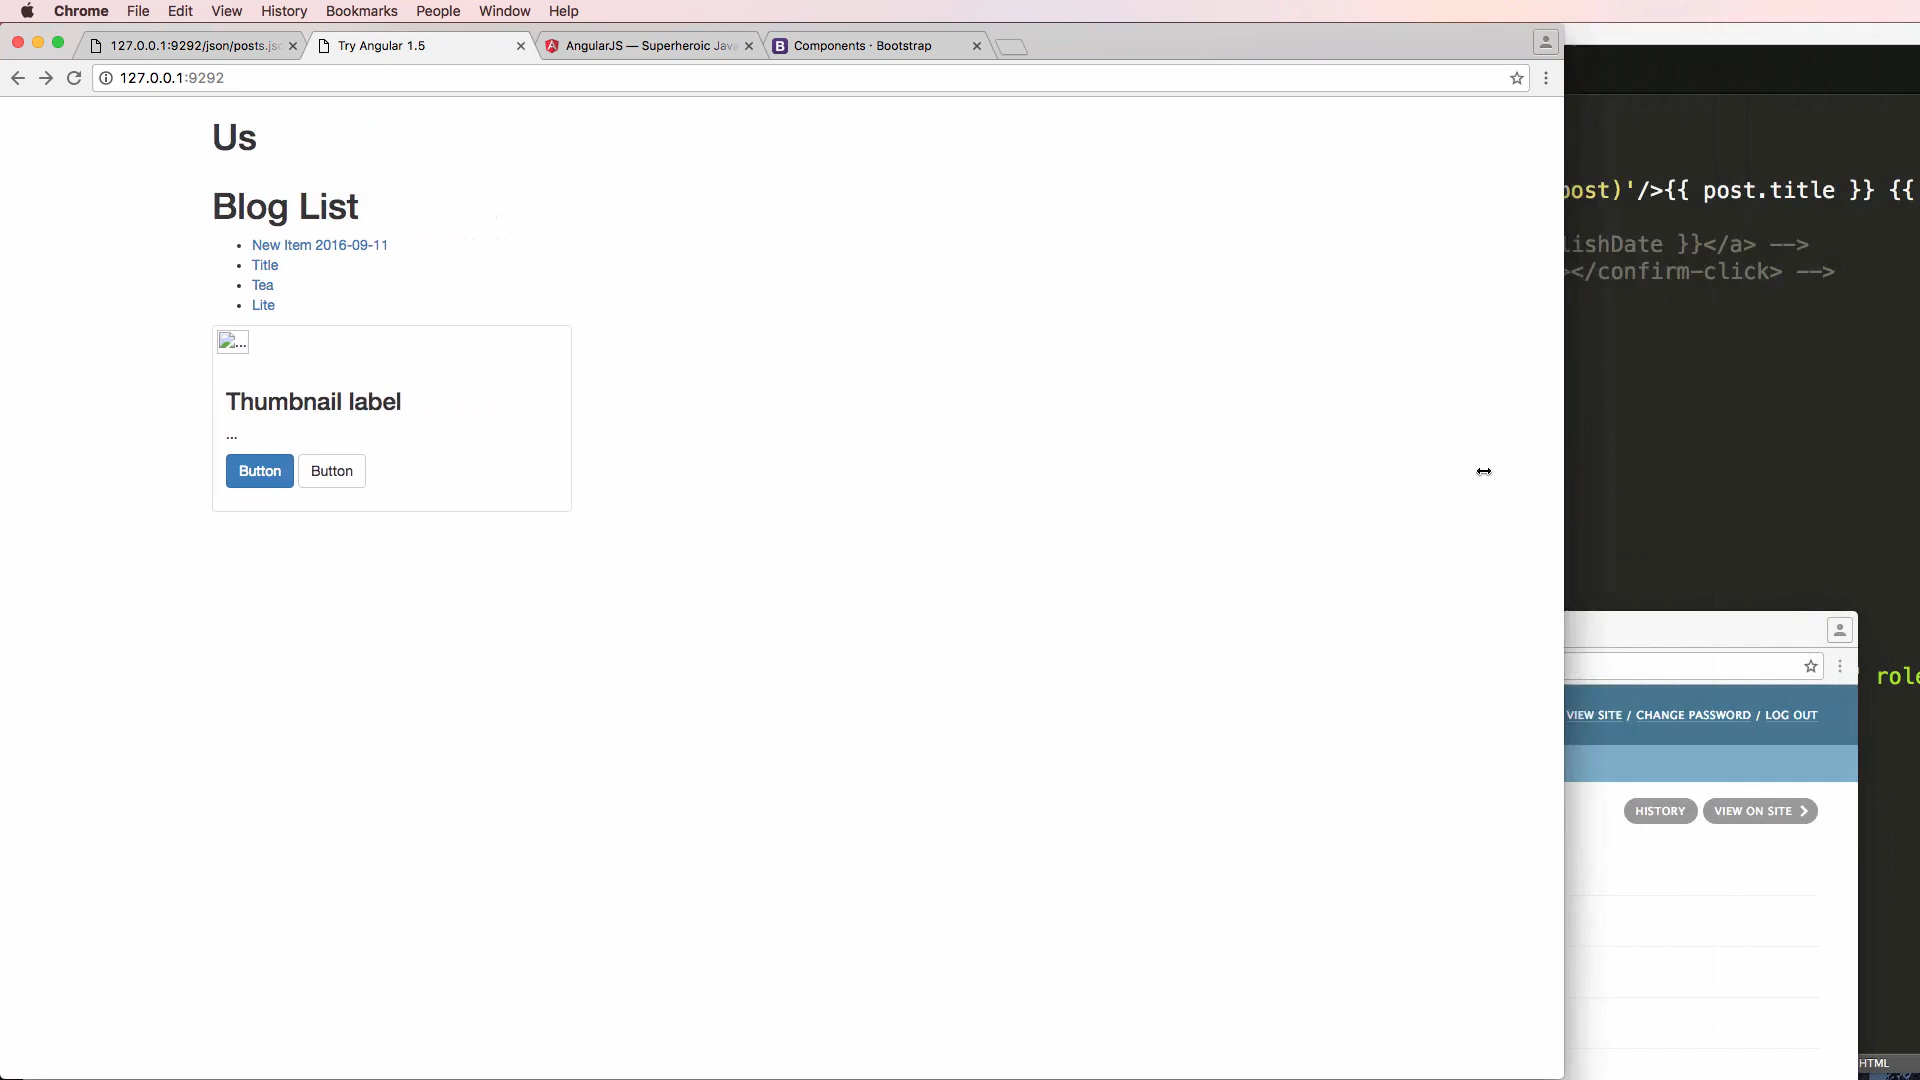 Chrome File Edit View History Bookmarks People Window Help
127.0.0.1:9292/json/posts.jso
Try Angular 1.5
AngularJS — Superheroic Java
Components · Bootstrap
127.0.0.1:9292
Us
Blog List
New Item 2016-09-11
Title
Tea
Lite
...
Thumbnail label
...
Button Button
post)'/>{{ post.title }} {{
lishDate }}</a> -->
></confirm-click> -->
role
VIEW SITE / CHANGE PASSWORD / LOG OUT
HISTORY VIEW ON SITE
HTML